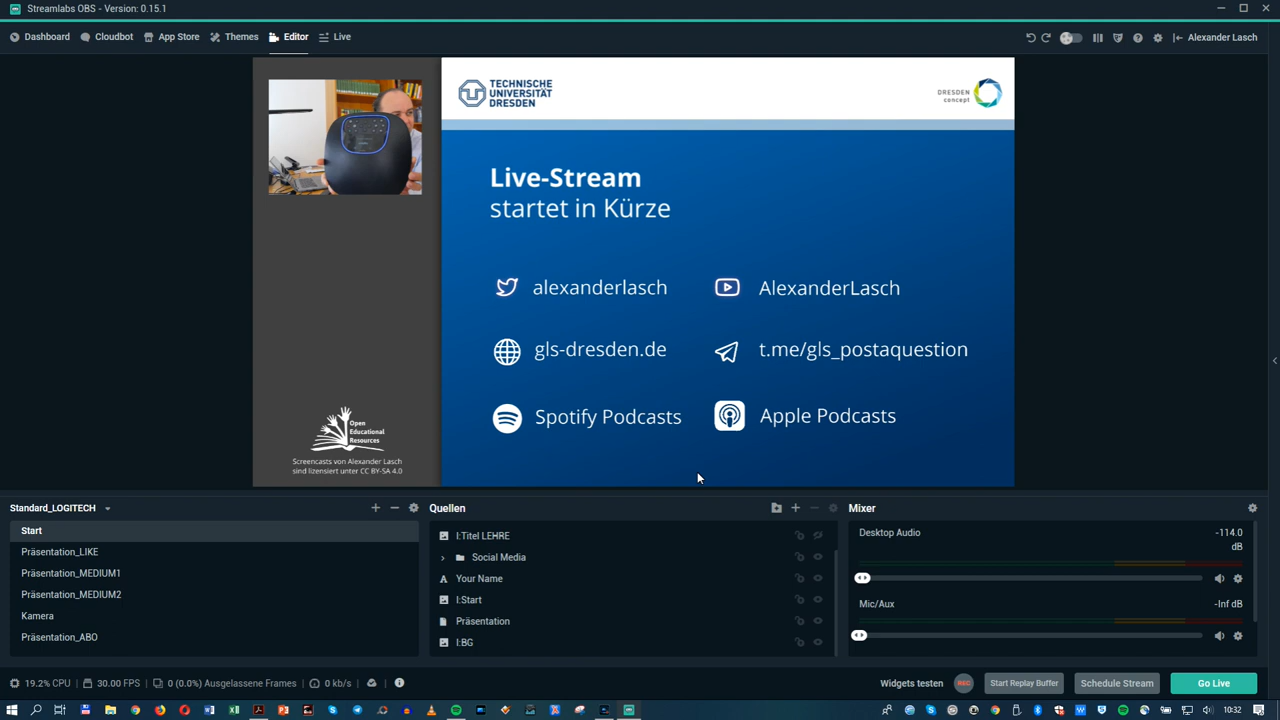 Streamlabs OBS - Version: 0.15.1
Dashboard
Cloudbot
App Store
Themes
Editor
Live
Alexander Lasch
TECHNISCHE
UNIVERSITÄT
DRESDEN
DRESDEN
concept
Live-Stream
startet in Kürze
alexanderlasch
AlexanderLasch
gls-dresden.de
t.me/gls_postaquestion
Spotify Podcasts
Apple Podcasts
Open
Educational
Resources
Screencasts von Alexander Lasch
sind lizensiert unter CC BY-SA 4.0
Standard_LOGITECH
Start
Präsentation_LIKE
Präsentation_MEDIUM1
Präsentation_MEDIUM2
Kamera
Präsentation_ABO
Quellen
I:Titel LEHRE
Social Media
Your Name
I:Start
Präsentation
I:BG
Mixer
Desktop Audio
-114.0
dB
Mic/Aux
-Inf dB
19.2% CPU
30.00 FPS
0 (0.0%) Ausgelassene Frames
0 kb/s
Widgets testen
REC
Start Replay Buffer
Schedule Stream
Go Live
10:32